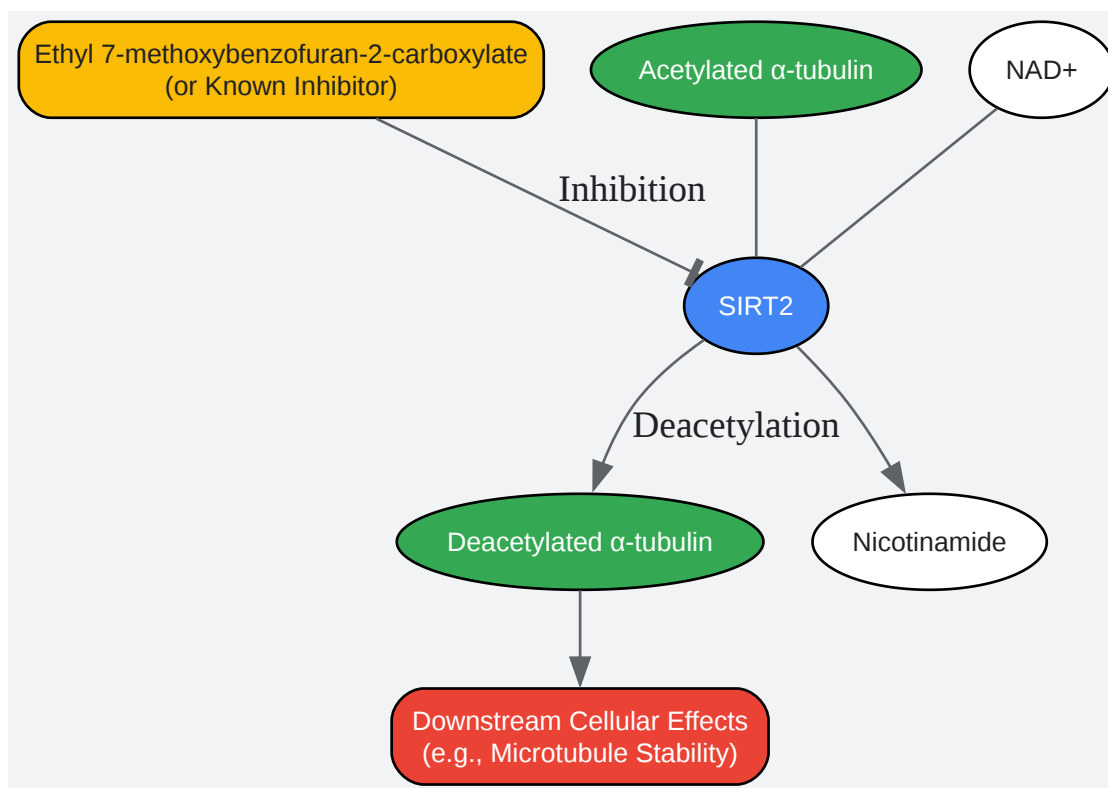 Ethyl 7-methoxybenzofuran-2-carboxylate
(or Known Inhibitor)
Acetylated α-tubulin
NAD+
Inhibition
SIRT2
Deacetylation
Deacetylated α-tubulin
Nicotinamide
Downstream Cellular Effects
(e.g., Microtubule Stability)